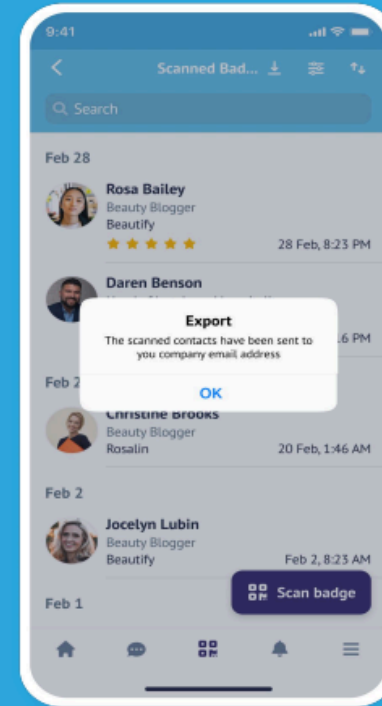 9:41
Scanned Bad...
Search
Feb 28
Rosa Bailey
Beauty Blogger
Beautify
28 Feb, 8:23 PM
Daren Benson
6 PM
Export
The scanned contacts have been sent to
you company email address
OK
Feb 2
Christine Brooks
Beauty Blogger
Rosalin
20 Feb, 1:46 AM
Feb 2
Jocelyn Lubin
Beauty Blogger
Beautify
Feb 2, 8:23 AM
Scan badge
Feb 1